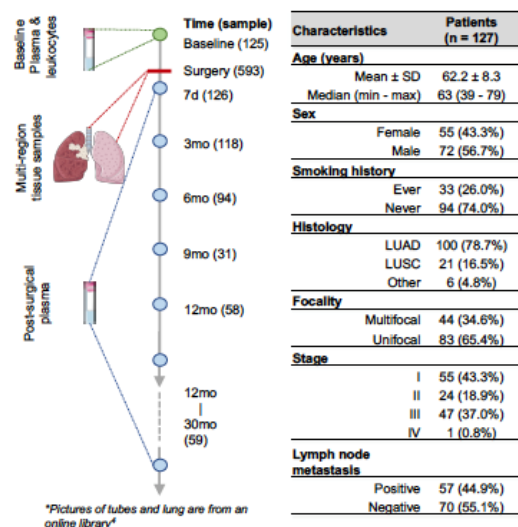 Baseline
Plasma &
leukocytes
Multi-region
tissue samples
Post-surgical
plasma
Time (sample)
Baseline (125)
Surgery (593)
7d (126)
3mo (118)
6mo (94)
9mo (31)
12mo (58)
12mo
|
30mo
(59)
*Pictures of tubes and lung are from an
online library⁴
Characteristics Patients
(n = 127)
Age (years)
Mean ± SD 62.2 ± 8.3
Median (min - max) 63 (39 - 79)
Sex
Female 55 (43.3%)
Male 72 (56.7%)
Smoking history
Ever 33 (26.0%)
Never 94 (74.0%)
Histology
LUAD 100 (78.7%)
LUSC 21 (16.5%)
Other 6 (4.8%)
Focality
Multifocal 44 (34.6%)
Unifocal 83 (65.4%)
Stage
I 55 (43.3%)
II 24 (18.9%)
III 47 (37.0%)
IV 1 (0.8%)
Lymph node
metastasis
Positive 57 (44.9%)
Negative 70 (55.1%)